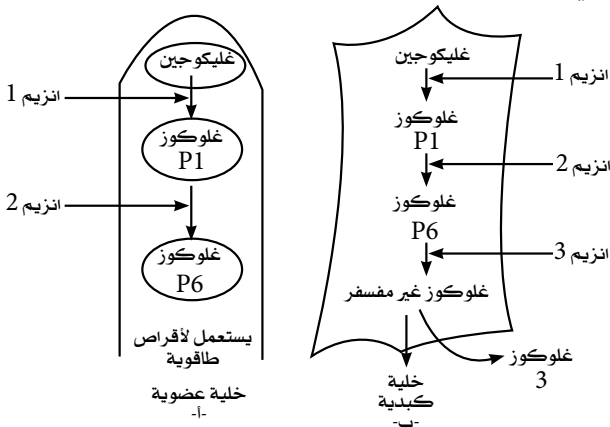 غليكوجين
انزيم 1
غلوكوز
P1
انزيم 2
غلوكوز
P6
انزيم 3
غلوكوز غير مفسفر
غلوكوز
3
خلية
كبدية
-ب-
غليكوجين
انزيم 1
غلوكوز
P1
انزيم 2
غلوكوز
P6
يستعمل لأقراص
طاقوية
خلية عضوية
-أ-